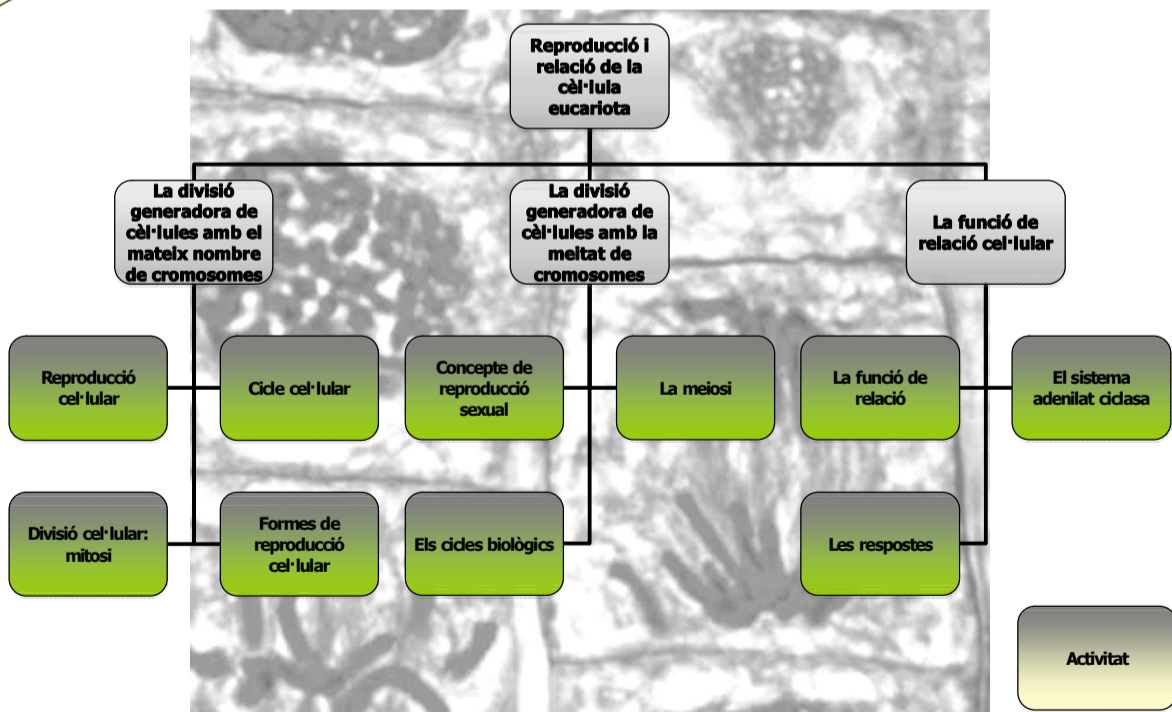 Reproducció i
relació de la
cèl·lula
eucariota
La divisió
generadora de
cèl·lules amb el
mateix nombre
de cromosomes
La divisió
generadora de
cèl·lules amb la
meitat de
cromosomes
La funció de
relació cel·lular
Reproducció
cel·lular
Cicle cel·lular
Concepte de
reproducció
sexual
La meiosi
La funció de
relació
El sistema
adenilat ciclasa
Divisió cel·lular:
mitosi
Formes de
reproducció
cel·lular
Els cicles biològics
Les respostes
Activitat